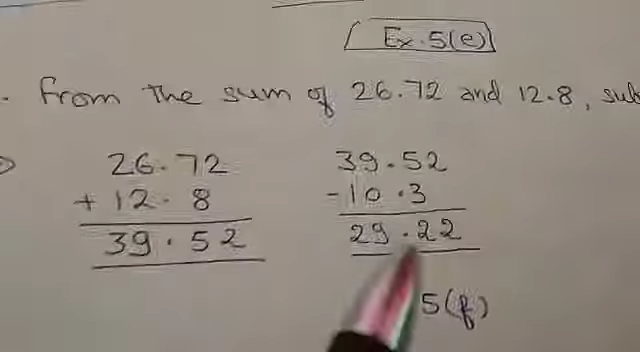 Ex. 5(e)
. From the sum of 26.72 and 12.8, sub
26.72
+ 12.8
39.52
39.52
- 10.3
29.22
5(f)